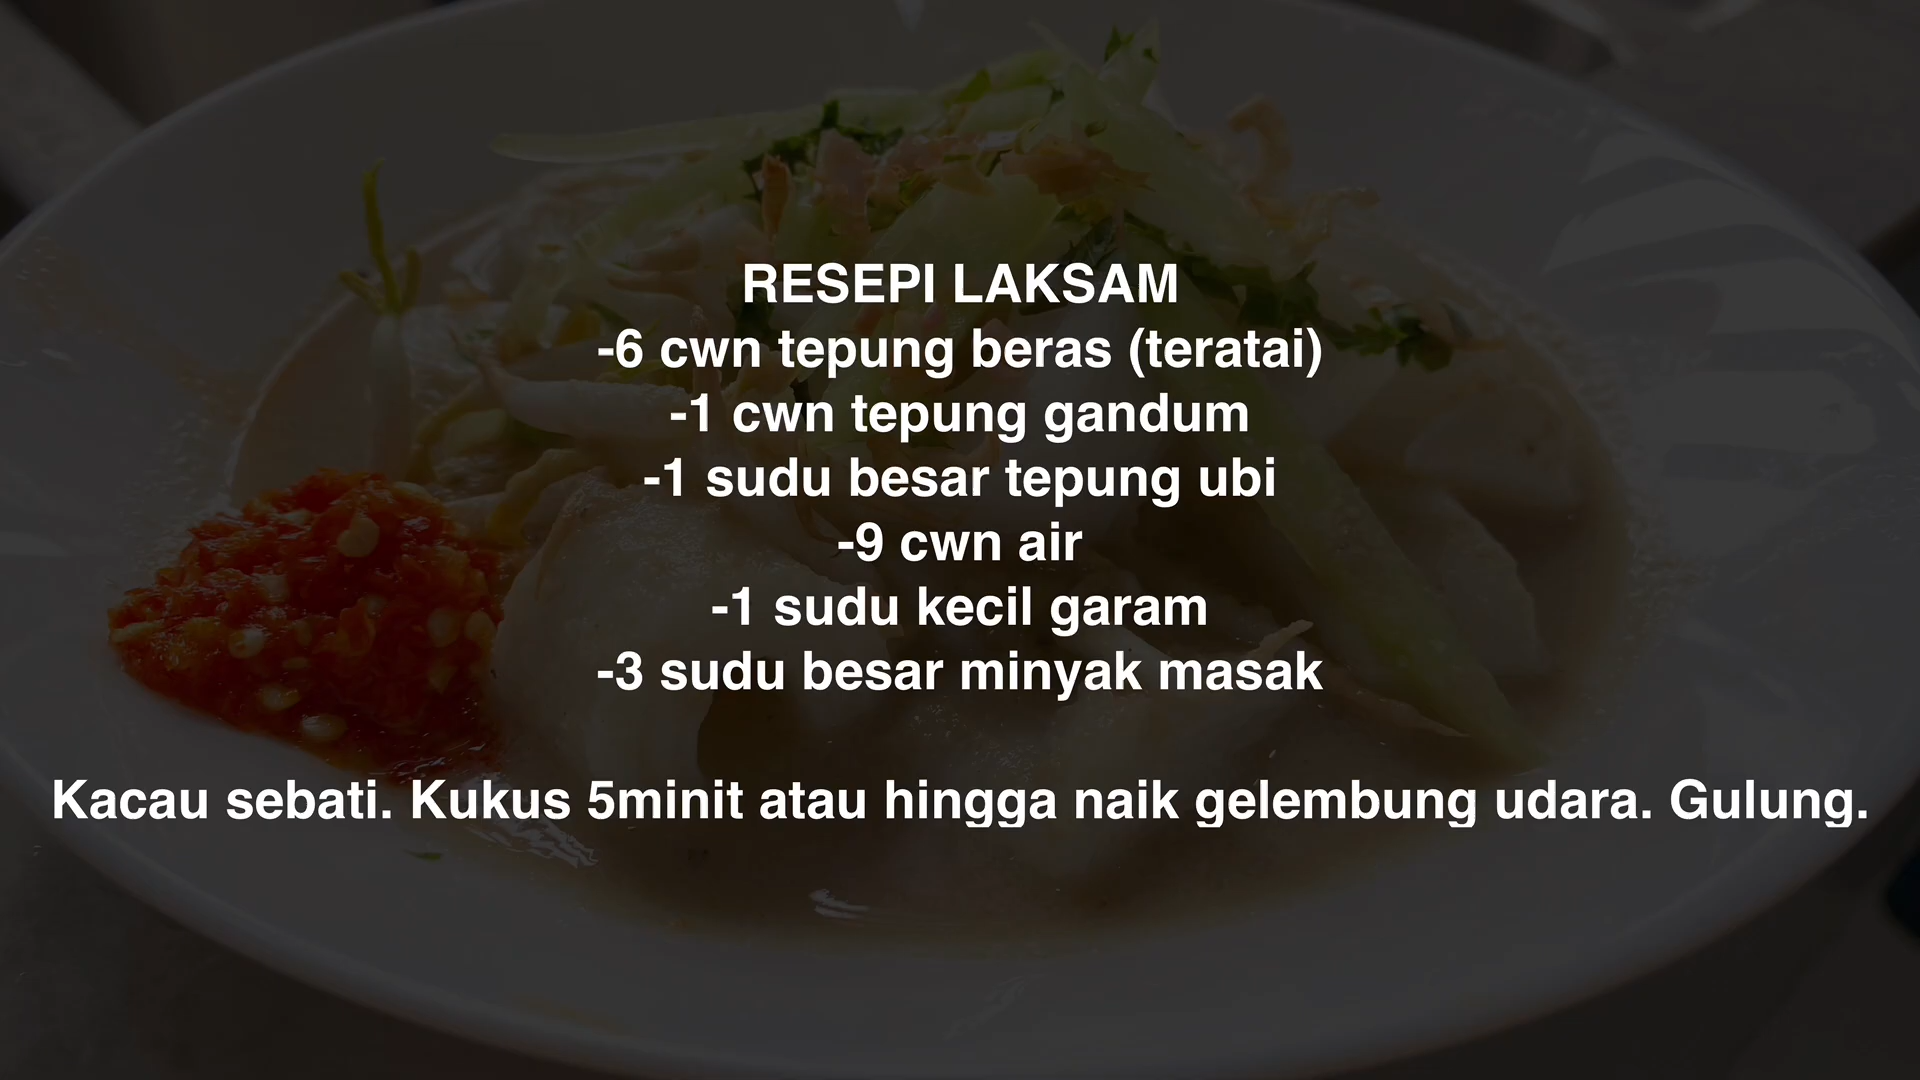 RESEPI LAKSAM
-6 cwn tepung beras (teratai)
-1 cwn tepung gandum
-1 sudu besar tepung ubi
-9 cwn air
-1 sudu kecil garam
-3 sudu besar minyak masak
Kacau sebati. Kukus 5minit atau hingga naik gelembung udara. Gulung.